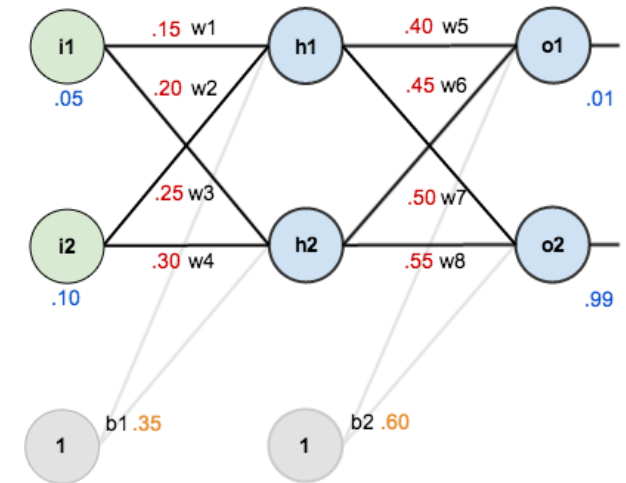 .15 w1
.40 w5
i1
h1
o1
.20 w2
.45 w6
.05
.01
.25 w3
.50 w7
i2
h2
o2
.30 w4
.55 w8
.10
.99
b1 .35
b2 .60
1
1